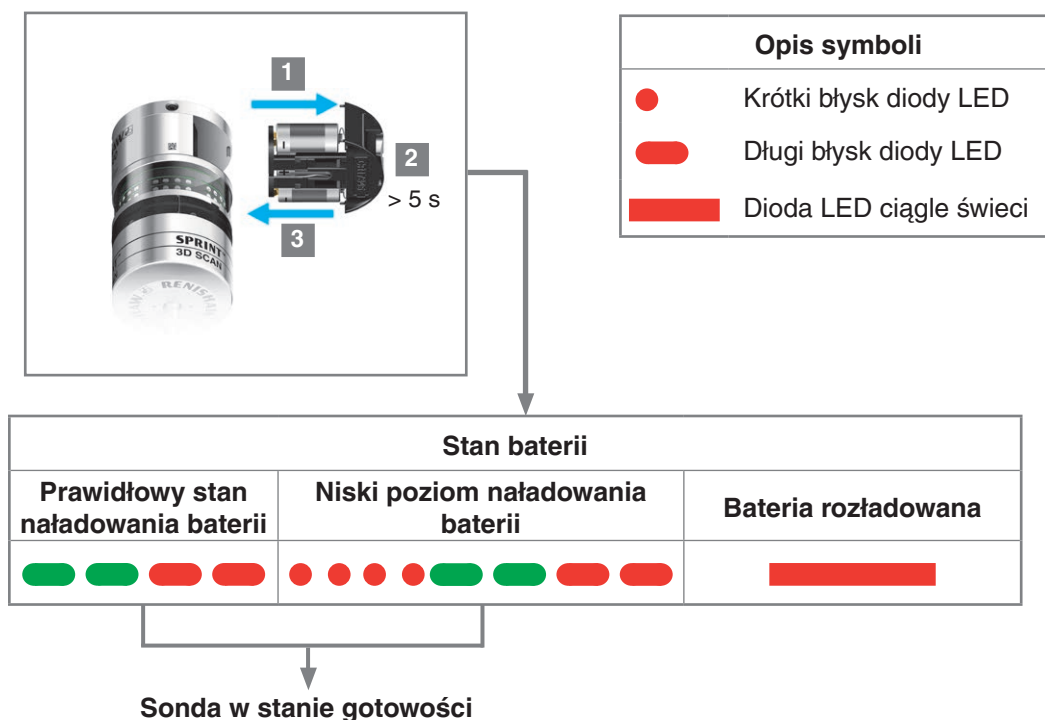 1
2
> 5 s
3
SPRINT
3D SCAN
Opis symboli
Krótki błysk diody LED
Długi błysk diody LED
Dioda LED ciągle świeci
Stan baterii
Prawidłowy stan
naładowania baterii
Niski poziom naładowania
baterii
Bateria rozładowana
Sonda w stanie gotowości